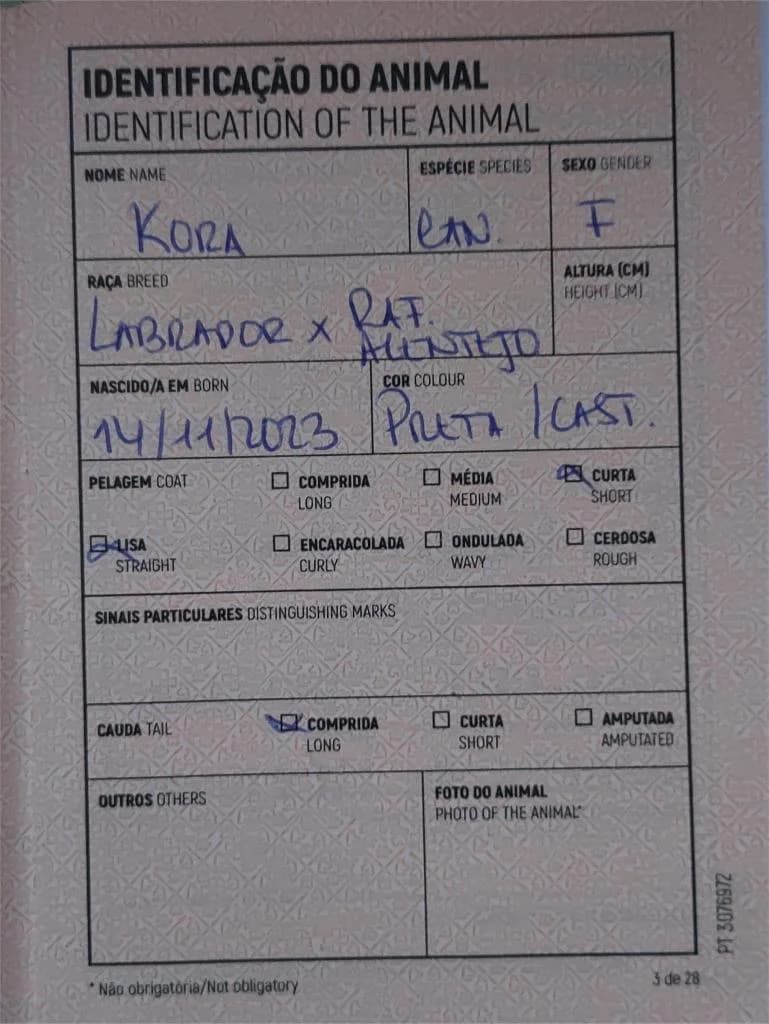 IDENTIFICAÇÃO DO ANIMAL
IDENTIFICATION OF THE ANIMAL
NOME NAME
KORA
ESPÉCIE SPECIES
CAN.
SEXO GENDER
F
RAÇA BREED
LABRADOR X RAF. ALENTEJO
ALTURA (CM)
HEIGHT (CM)
NASCIDO/A EM BORN
14/11/2023
COR COLOUR
PRETA / CAST.
PELAGEM COAT
COMPRIDA
LONG
MÉDIA
MEDIUM
CURTA
SHORT
LISA
STRAIGHT
ENCARACOLADA
CURLY
ONDULADA
WAVY
CERDOSA
ROUGH
SINAIS PARTICULARES DISTINGUISHING MARKS
CAUDA TAIL
COMPRIDA
LONG
CURTA
SHORT
AMPUTADA
AMPUTATED
OUTROS OTHERS
FOTO DO ANIMAL
PHOTO OF THE ANIMAL*
PT 3076972
* Não obrigatória/Not obligatory
3 de 28